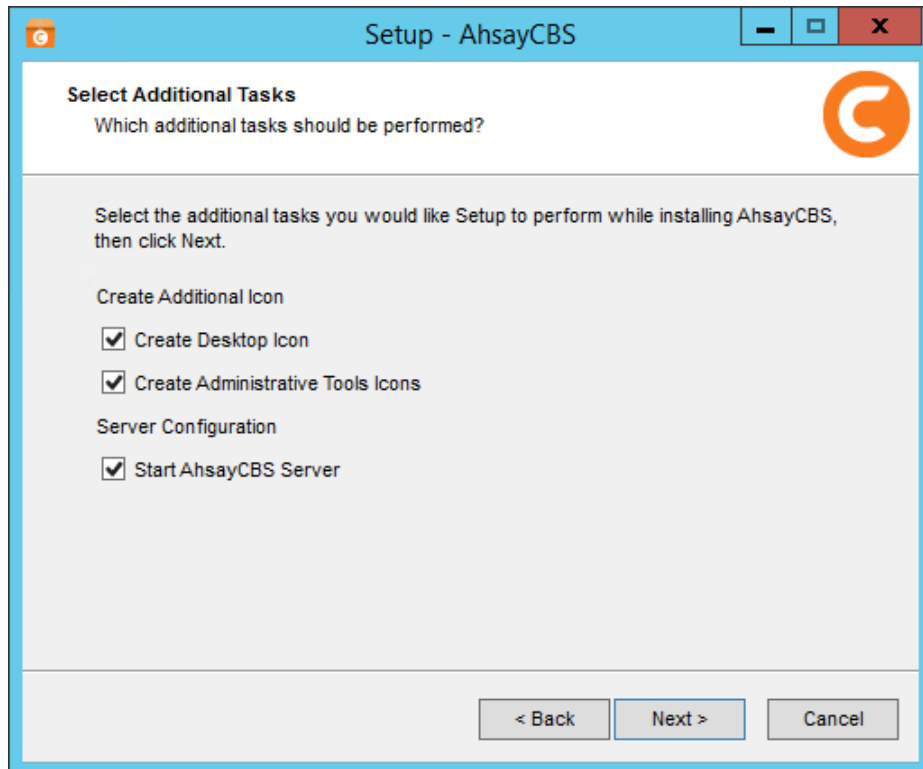 Setup - AhsayCBS
Select Additional Tasks
Which additional tasks should be performed?
Select the additional tasks you would like Setup to perform while installing AhsayCBS,
then click Next.
Create Additional Icon
Create Desktop Icon
Create Administrative Tools Icons
Server Configuration
Start AhsayCBS Server
< Back
Next >
Cancel